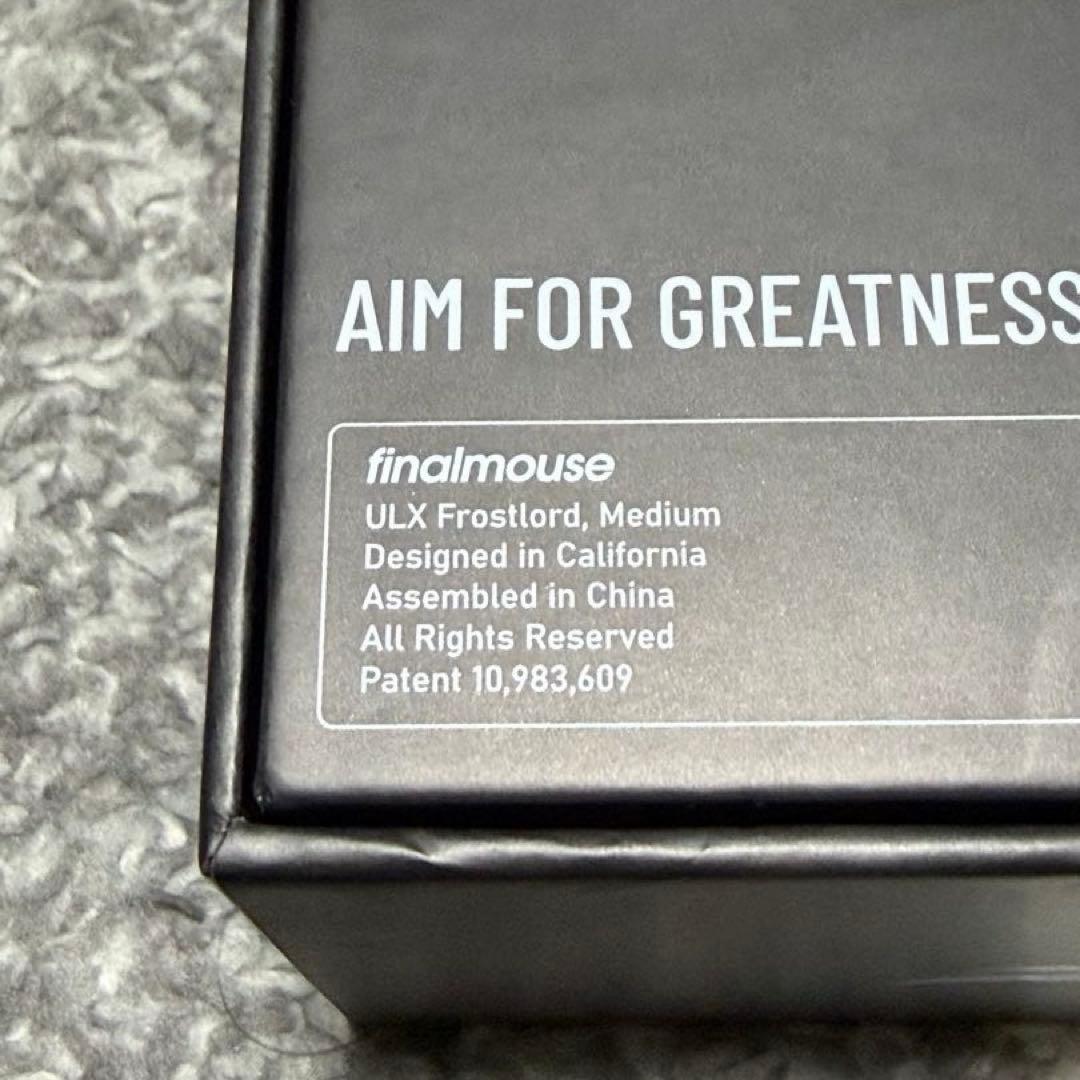 AIM FOR GREATNESS
finalmouse
ULX Frostlord, Medium
Designed in California
Assembled in China
All Rights Reserved
Patent 10,983,609